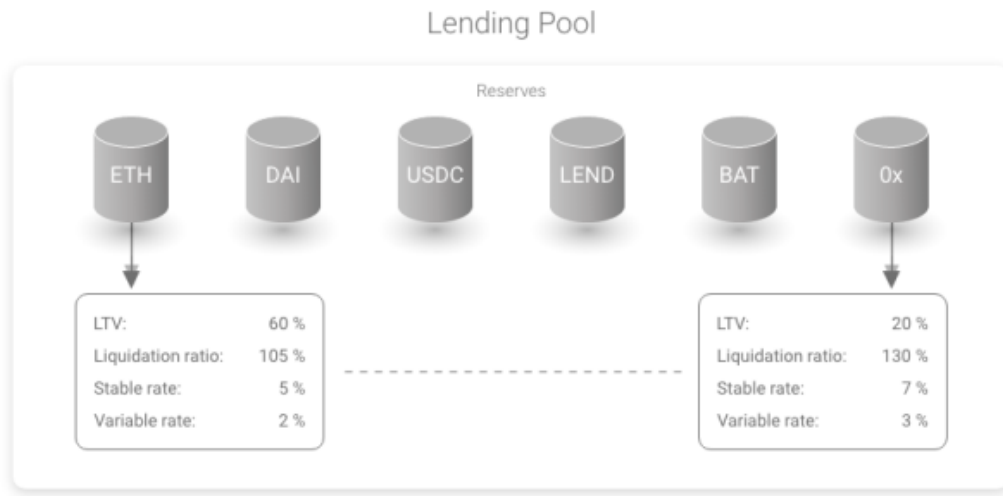 Lending Pool
Reserves
ETH DAI USDC LEND BAT 0x
LTV: 60 %
Liquidation ratio: 105 %
Stable rate: 5 %
Variable rate: 2 %
LTV: 20 %
Liquidation ratio: 130 %
Stable rate: 7 %
Variable rate: 3 %